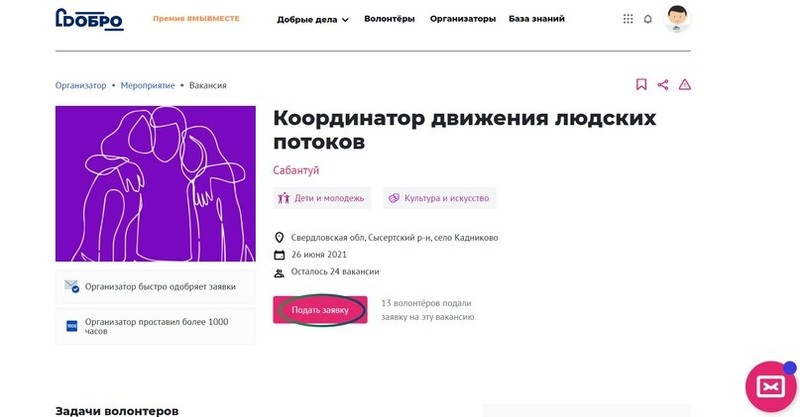 ДОБРО
Премия #МЫВМЕСТЕ
Добрые дела
Волонтёры
Организаторы
База знаний
Организатор • Мероприятие • Вакансия
Координатор движения людских
потоков
Сабантуй
Дети и молодежь
Культура и искусство
Свердловская обл, Сысертский р-н, село Кадниково
26 июня 2021
Осталось 24 вакансии
Организатор быстро одобряет заявки
Организатор проставил более 1000
часов
Подать заявку
13 волонтёров подали
заявку на эту вакансию
Задачи волонтеров